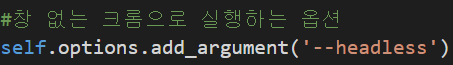 #창 없는 크롬으로 실행하는 옵션
self.options.add_argument('--headless')